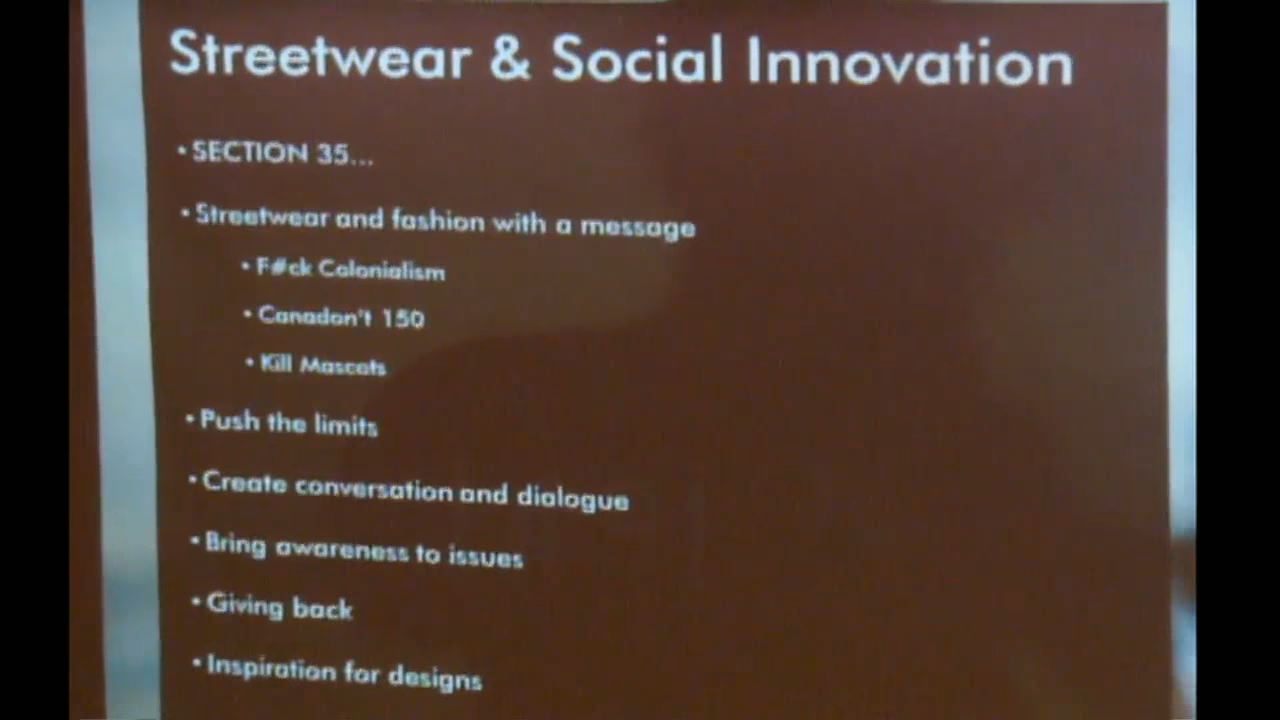 Streetwear & Social Innovation
• SECTION 35...
• Streetwear and fashion with a message
• F#ck Colonialism
• Canadon't 150
• Kill Mascots
• Push the limits
• Create conversation and dialogue
• Bring awareness to issues
• Giving back
• Inspiration for designs